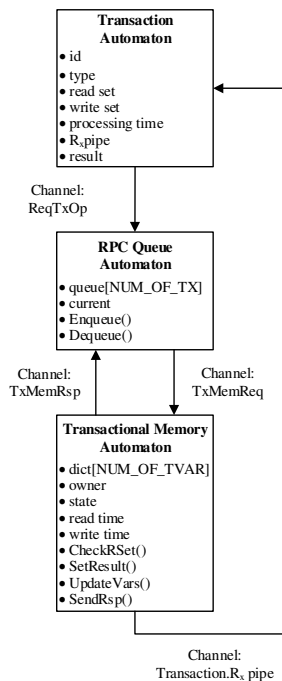 Transaction
Automaton
• id
• type
• read set
• write set
• processing time
• Rxpipe
• result
Channel:
ReqTxOp
RPC Queue
Automaton
• queue[NUM_OF_TX]
• current
• Enqueue()
• Dequeue()
Channel:
TxMemRsp
Channel:
TxMemReq
Transactional Memory
Automaton
• dict[NUM_OF_TVAR]
• owner
• state
• read time
• write time
• CheckRSet()
• SetResult()
• UpdateVars()
• SendRsp()
Channel:
Transaction.Rx pipe